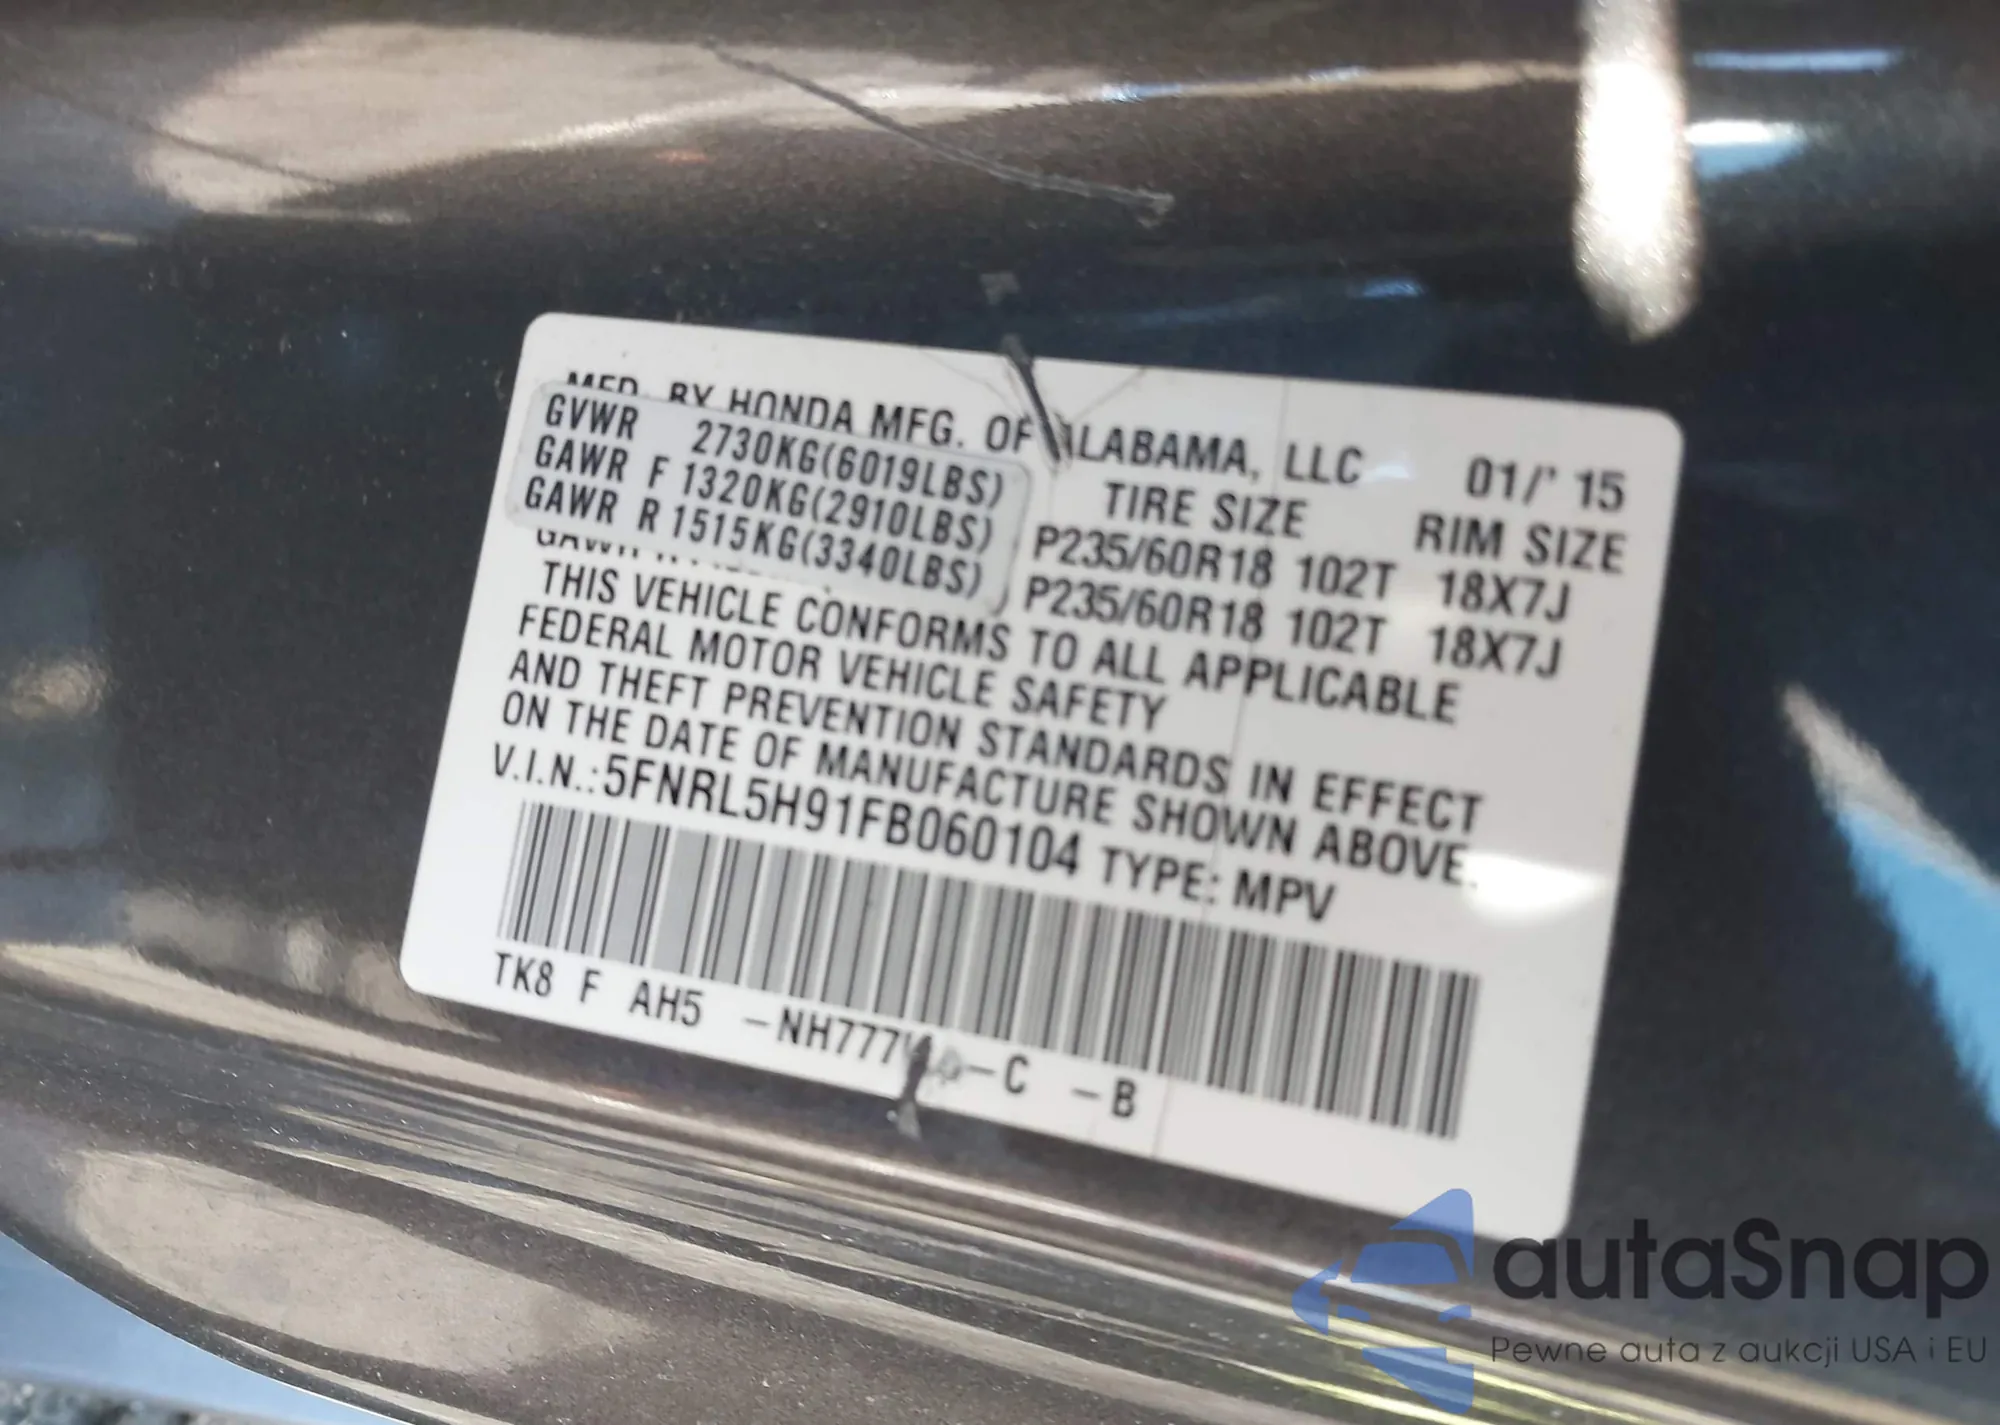 MFD. BY HONDA MFG. OF ALABAMA, LLC 01/' 15
GVWR 2730KG(6019LBS) TIRE SIZE RIM SIZE
GAWR F 1320KG(2910LBS) P235/60R18 102T 18X7J
GAWR R 1515KG(3340LBS) P235/60R18 102T 18X7J
THIS VEHICLE CONFORMS TO ALL APPLICABLE
FEDERAL MOTOR VEHICLE SAFETY
AND THEFT PREVENTION STANDARDS IN EFFECT
ON THE DATE OF MANUFACTURE SHOWN ABOVE.
V.I.N.:5FNRL5H91FB060104 TYPE: MPV
TK8 F AH5 -C -B
autaSnap
Pewne auta z aukcji USA i EU